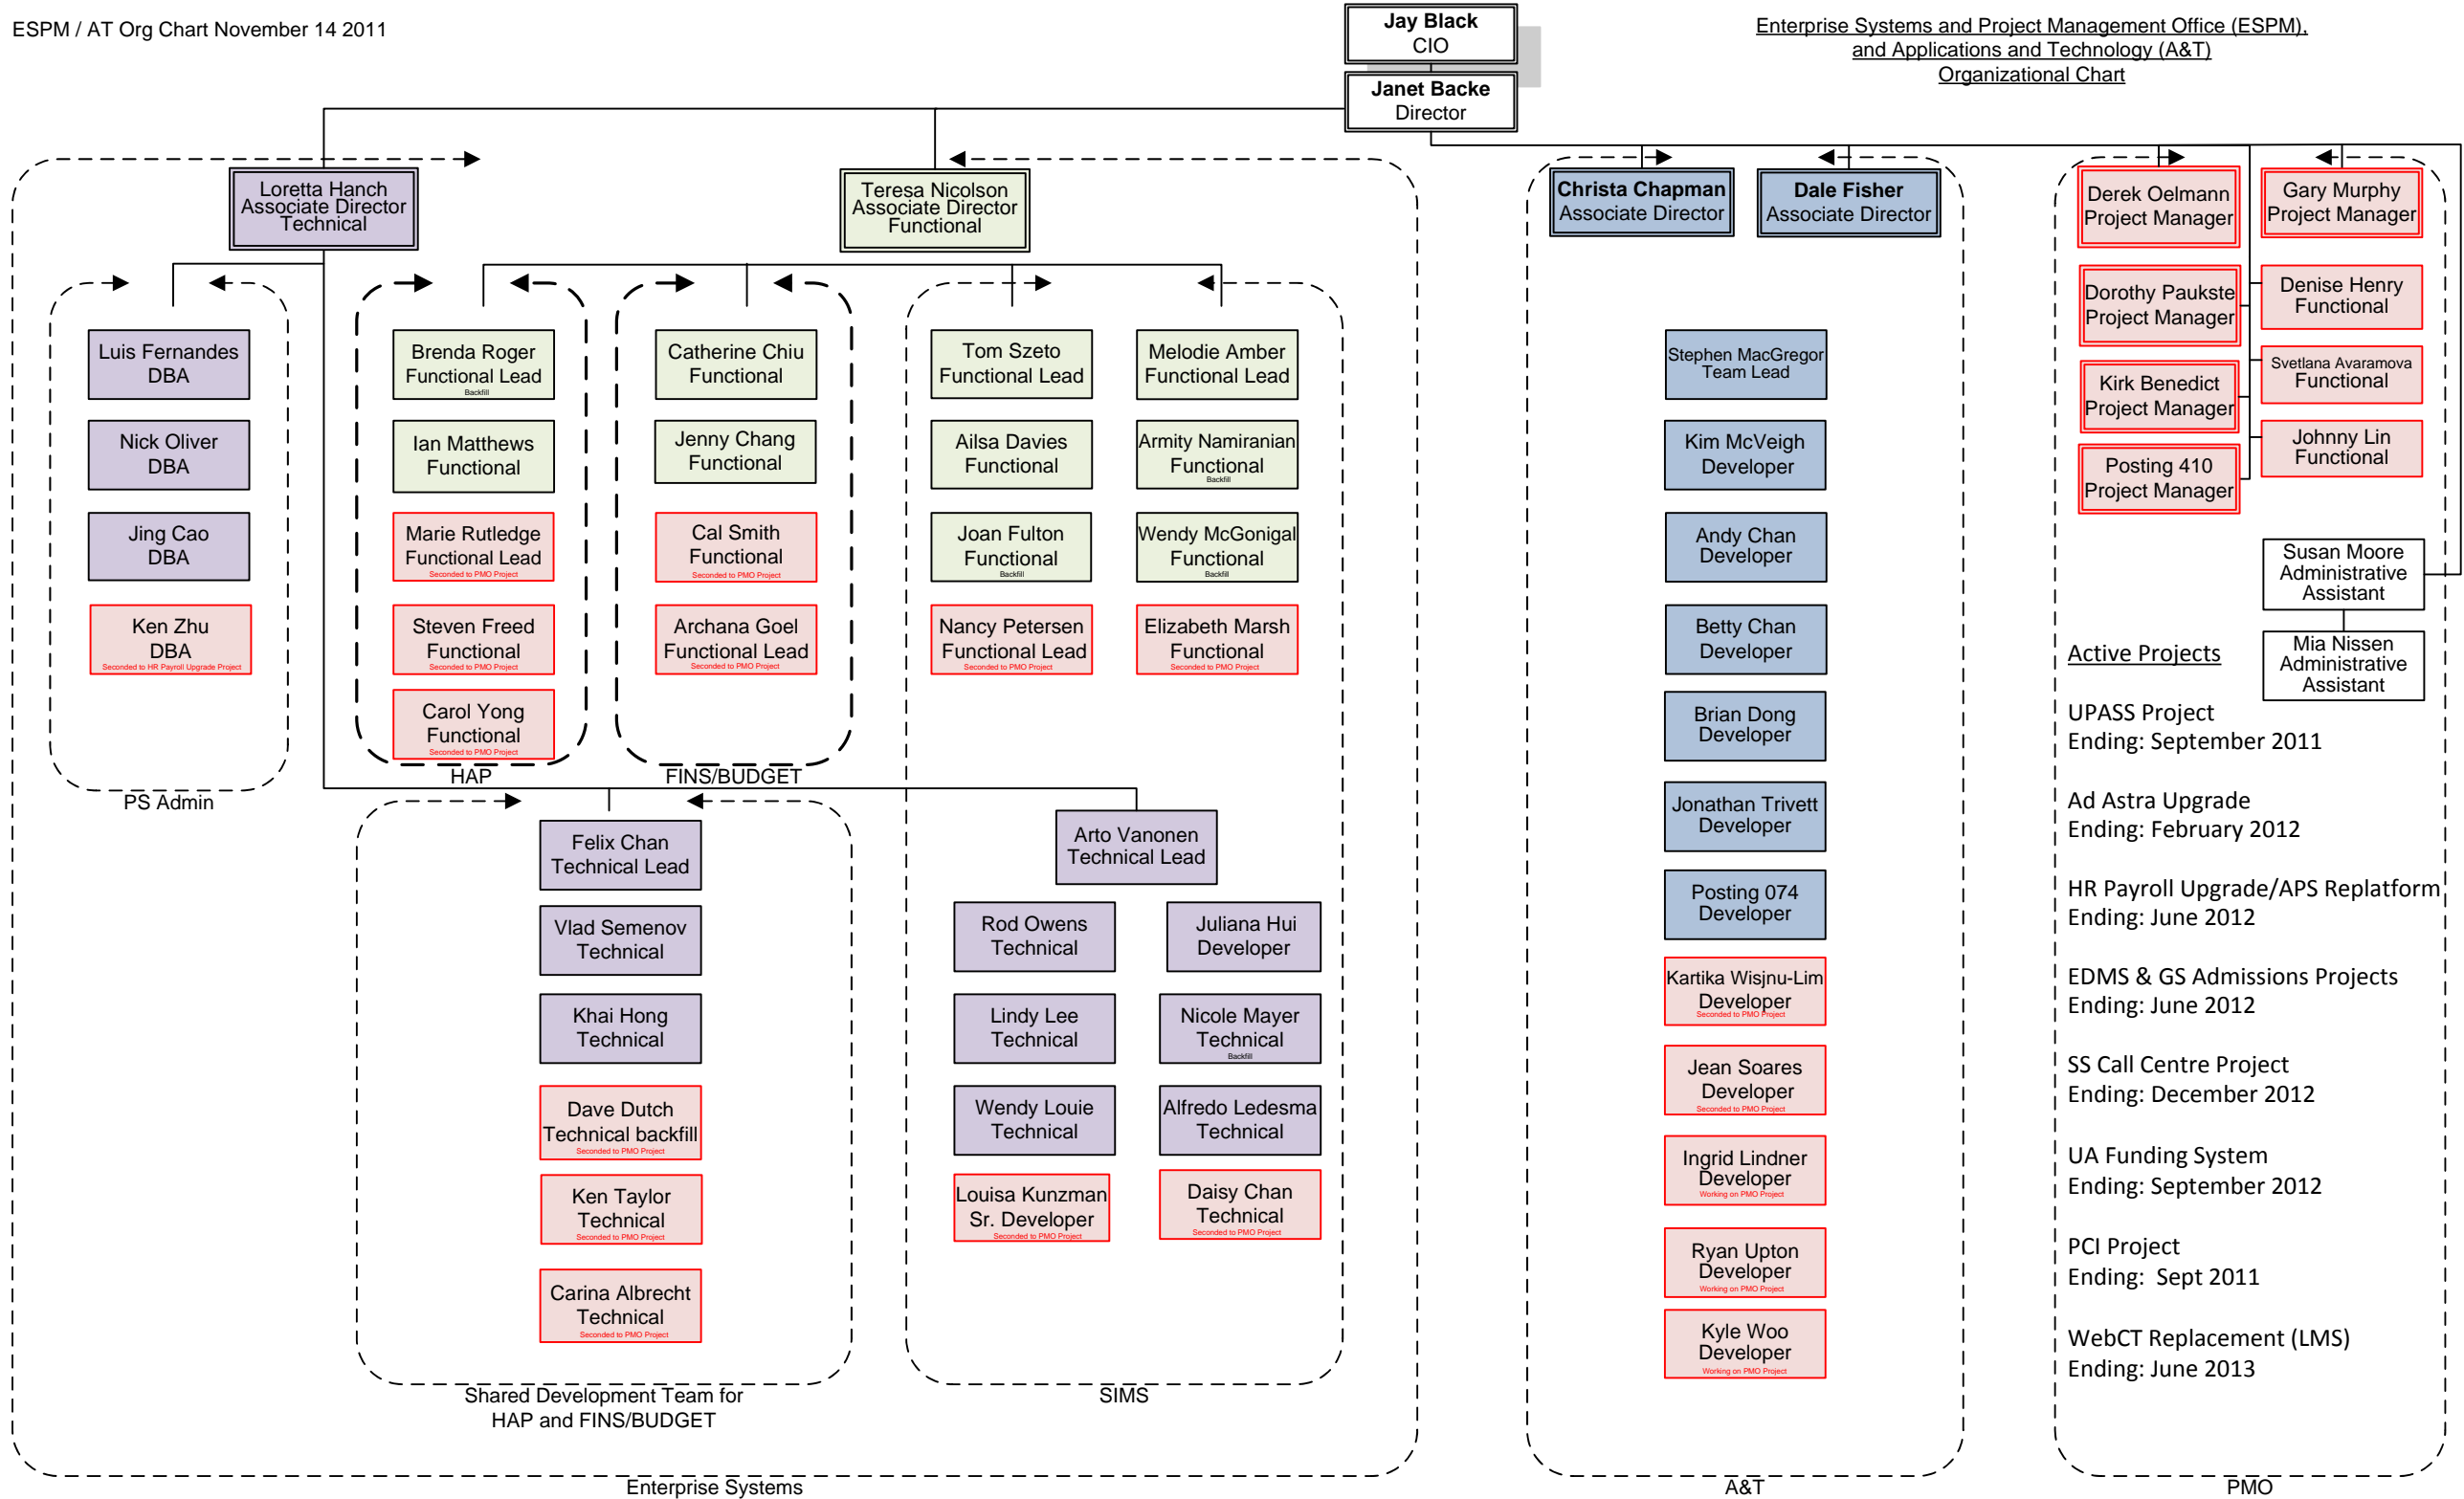 ESPM / AT Org Chart November 14 2011
Jay Black
CIO
Enterprise Systems and Project Management Office (ESPM),
and Applications and Technology (A&T)
Organizational Chart
Janet Backe
Director
Loretta Hanch
Associate Director
Technical
Teresa Nicolson
Associate Director
Functional
Christa Chapman
Associate Director
Dale Fisher
Associate Director
Derek Oelmann
Project Manager
Gary Murphy
Project Manager
Dorothy Paukste
Project Manager
Denise Henry
Functional
Kirk Benedict
Project Manager
Svetlana Avaramova
Functional
Posting 410
Project Manager
Johnny Lin
Functional
Susan Moore
Administrative
Assistant
Mia Nissen
Administrative
Assistant
Luis Fernandes
DBA
Nick Oliver
DBA
Jing Cao
DBA
Ken Zhu
DBA
Seconded to HR Payroll Upgrade Project
PS Admin
Brenda Roger
Functional Lead
Backfill
Ian Matthews
Functional
Marie Rutledge
Functional Lead
Seconded to PMO Project
Steven Freed
Functional
Seconded to PMO Project
Carol Yong
Functional
Seconded to PMO Project
HAP
Catherine Chiu
Functional
Jenny Chang
Functional
Cal Smith
Functional
Seconded to PMO Project
Archana Goel
Functional Lead
Seconded to PMO Project
FINS/BUDGET
Tom Szeto
Functional Lead
Ailsa Davies
Functional
Joan Fulton
Functional
Backfill
Nancy Petersen
Functional Lead
Seconded to PMO Project
Melodie Amber
Functional Lead
Armity Namiranian
Functional
Backfill
Wendy McGonigal
Functional
Backfill
Elizabeth Marsh
Functional
Seconded to PMO Project
Felix Chan
Technical Lead
Vlad Semenov
Technical
Khai Hong
Technical
Dave Dutch
Technical backfill
Seconded to PMO Project
Ken Taylor
Technical
Seconded to PMO Project
Carina Albrecht
Technical
Seconded to PMO Project
Shared Development Team for
HAP and FINS/BUDGET
Arto Vanonen
Technical Lead
Rod Owens
Technical
Juliana Hui
Developer
Lindy Lee
Technical
Nicole Mayer
Technical
Backfill
Wendy Louie
Technical
Alfredo Ledesma
Technical
Louisa Kunzman
Sr. Developer
Seconded to PMO Project
Daisy Chan
Technical
Seconded to PMO Project
SIMS
Enterprise Systems
Stephen MacGregor
Team Lead
Kim McVeigh
Developer
Andy Chan
Developer
Betty Chan
Developer
Brian Dong
Developer
Jonathan Trivett
Developer
Posting 074
Developer
Kartika Wisjnu-Lim
Developer
Seconded to PMO Project
Jean Soares
Developer
Seconded to PMO Project
Ingrid Lindner
Developer
Working on PMO Project
Ryan Upton
Developer
Working on PMO Project
Kyle Woo
Developer
Working on PMO Project
A&T
Active Projects
UPASS Project
Ending: September 2011
Ad Astra Upgrade
Ending: February 2012
HR Payroll Upgrade/APS Replatform
Ending: June 2012
EDMS & GS Admissions Projects
Ending: June 2012
SS Call Centre Project
Ending: December 2012
UA Funding System
Ending: September 2012
PCI Project
Ending:  Sept 2011
WebCT Replacement (LMS)
Ending: June 2013
PMO